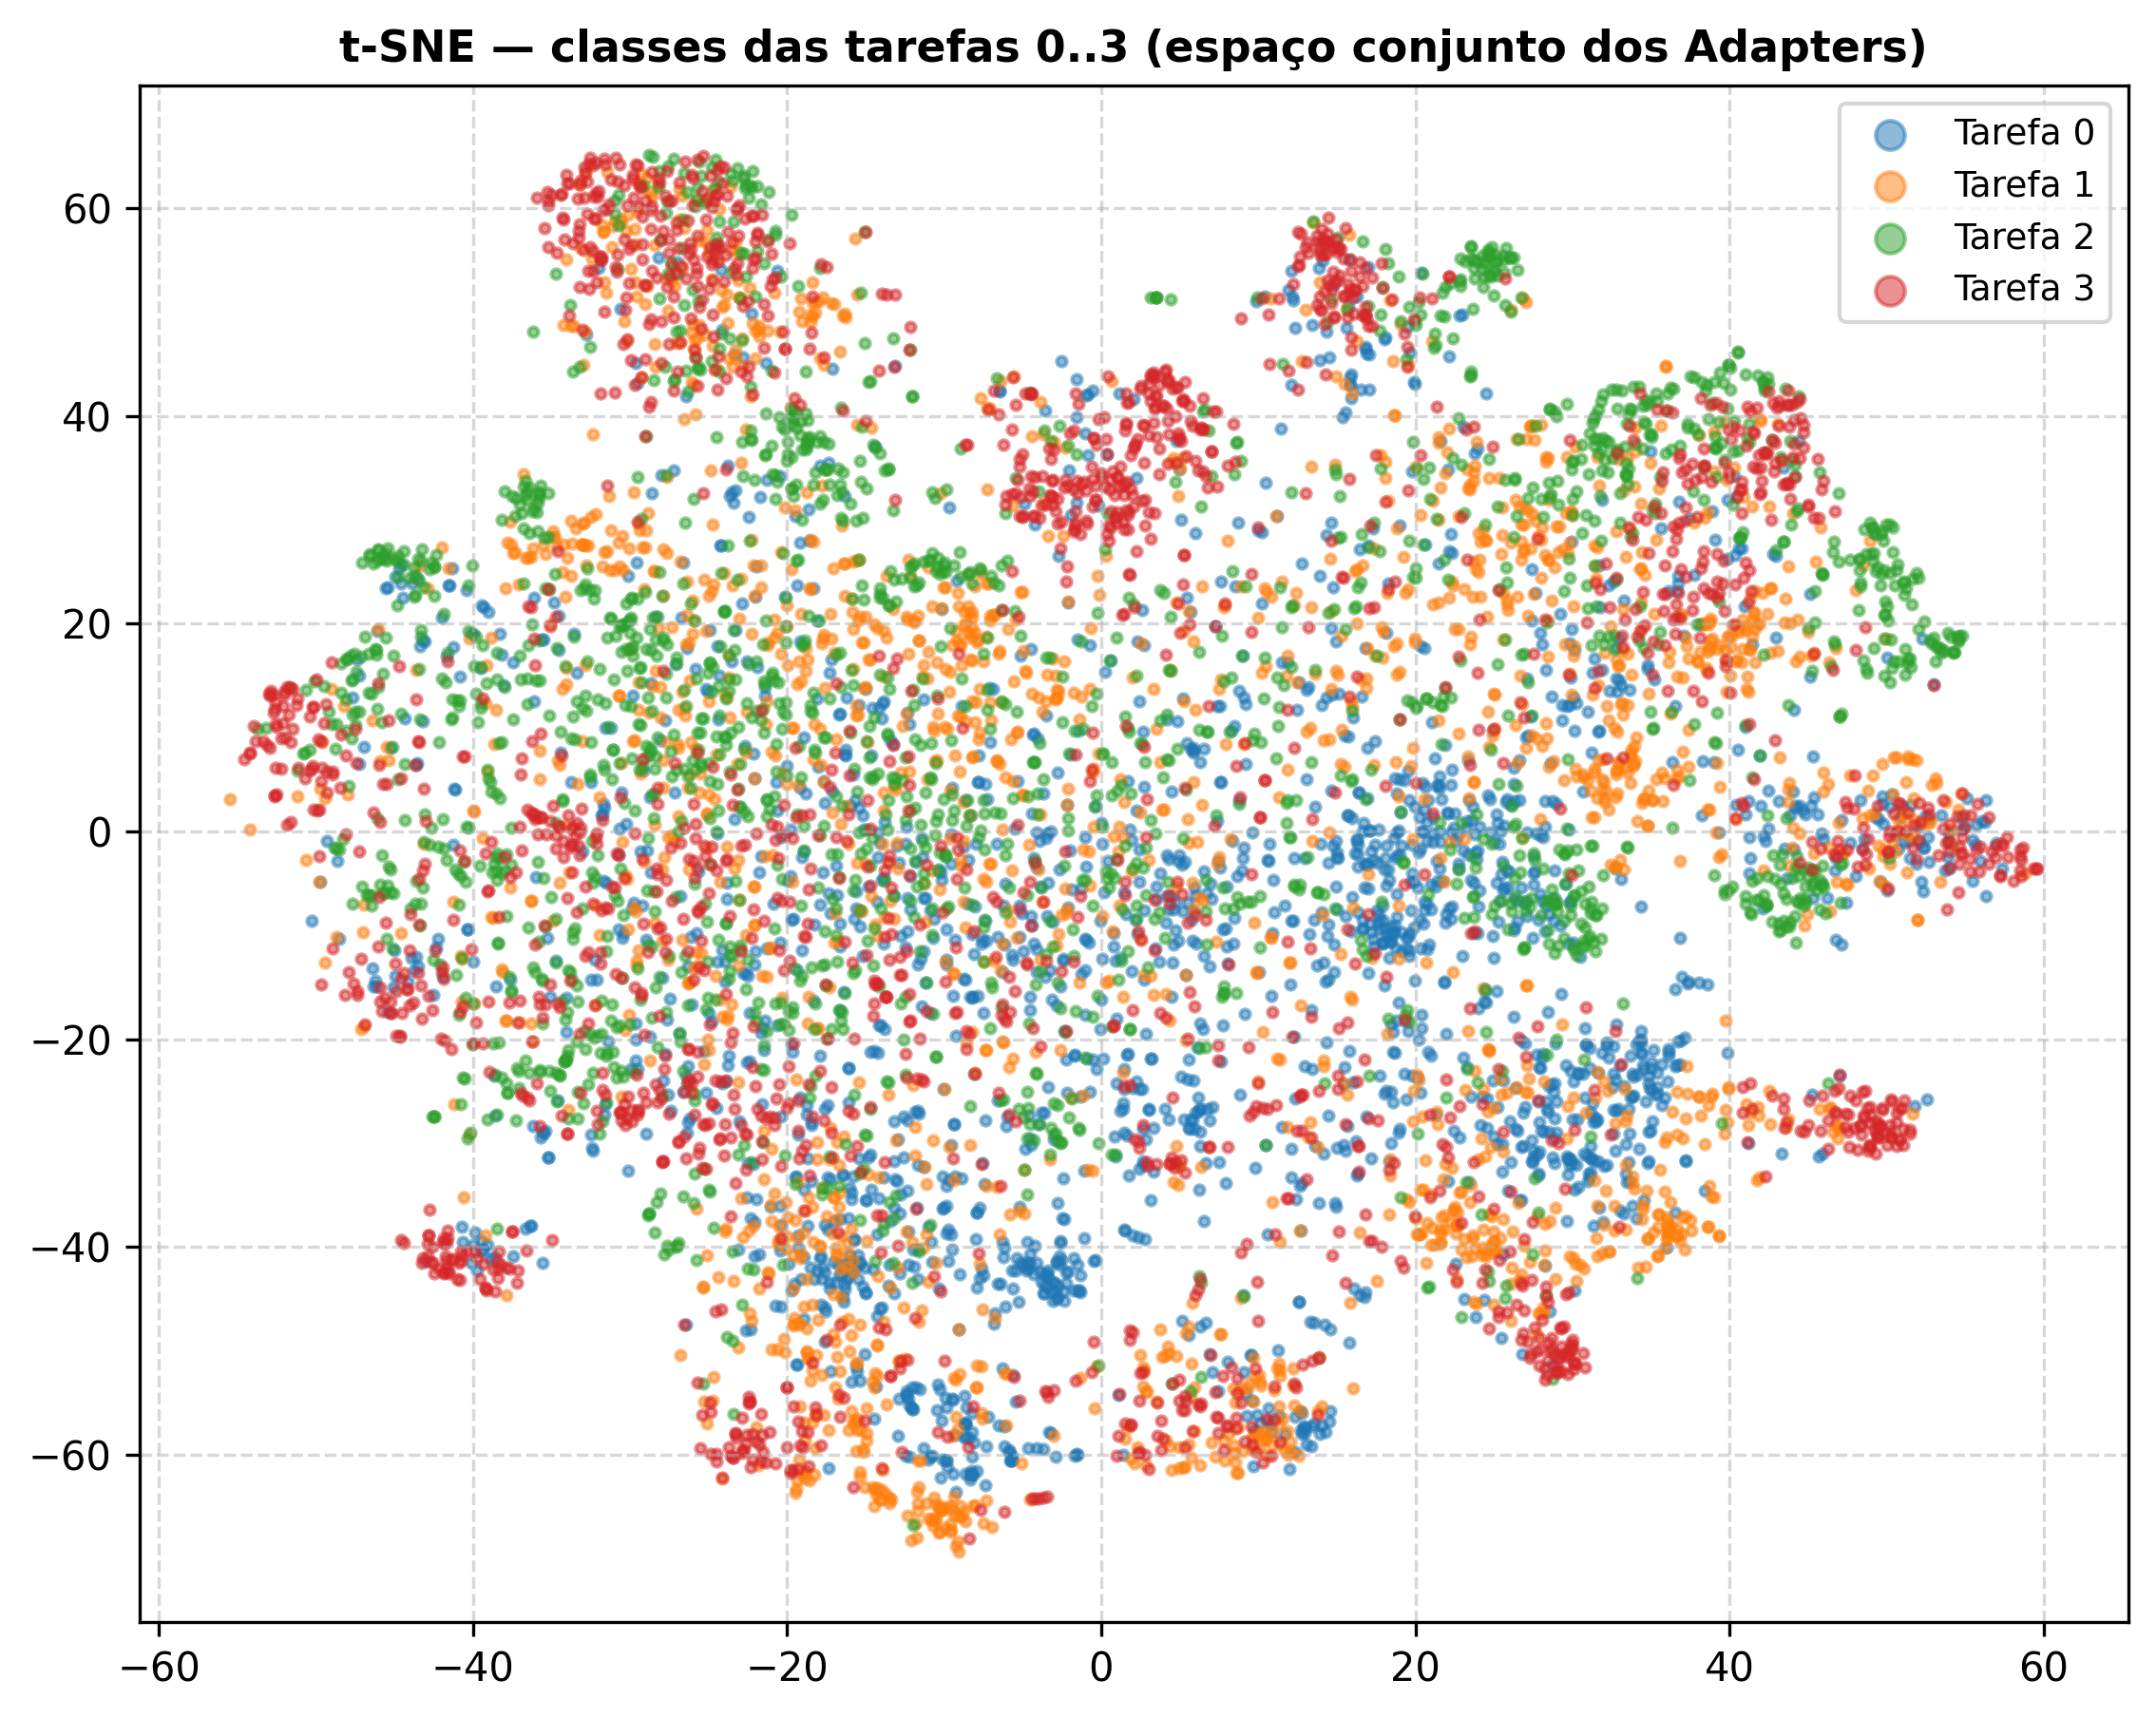 t-SNE — classes das tarefas 0..3 (espaço conjunto dos Adapters)
Tarefa 0
Tarefa 1
Tarefa 2
Tarefa 3
60
40
20
0
−20
−40
−60
−60 −40 −20 0 20 40 60